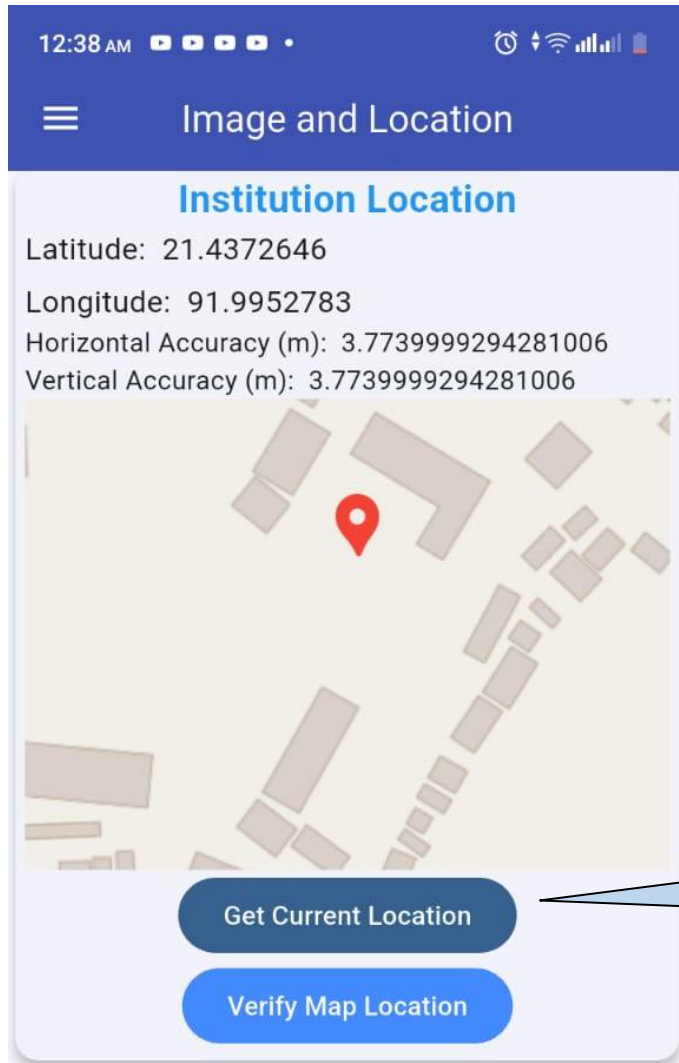 12:38 AM
Image and Location
Institution Location
Latitude: 21.4372646
Longitude: 91.9952783
Horizontal Accuracy (m): 3.7739999294281006
Vertical Accuracy (m): 3.7739999294281006
Get Current Location
Verify Map Location